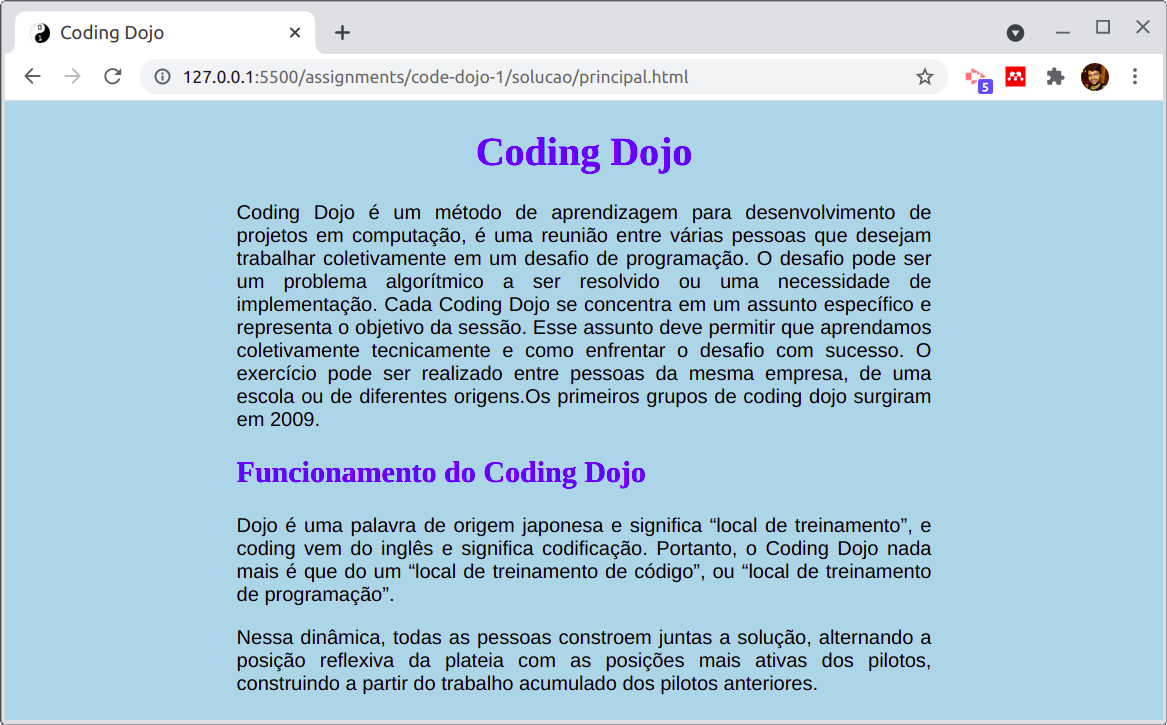 Coding Dojo
127.0.0.1:5500/assignments/code-dojo-1/solucao/principal.html
5
Coding Dojo
Coding Dojo é um método de aprendizagem para desenvolvimento de
projetos em computação, é uma reunião entre várias pessoas que desejam
trabalhar coletivamente em um desafio de programação. O desafio pode ser
um problema algorítmico a ser resolvido ou uma necessidade de
implementação. Cada Coding Dojo se concentra em um assunto específico e
representa o objetivo da sessão. Esse assunto deve permitir que aprendamos
coletivamente tecnicamente e como enfrentar o desafio com sucesso. O
exercício pode ser realizado entre pessoas da mesma empresa, de uma
escola ou de diferentes origens.Os primeiros grupos de coding dojo surgiram
em 2009.
Funcionamento do Coding Dojo
Dojo é uma palavra de origem japonesa e significa “local de treinamento”, e
coding vem do inglês e significa codificação. Portanto, o Coding Dojo nada
mais é que do um “local de treinamento de código”, ou “local de treinamento
de programação”.
Nessa dinâmica, todas as pessoas constroem juntas a solução, alternando a
posição reflexiva da plateia com as posições mais ativas dos pilotos,
construindo a partir do trabalho acumulado dos pilotos anteriores.